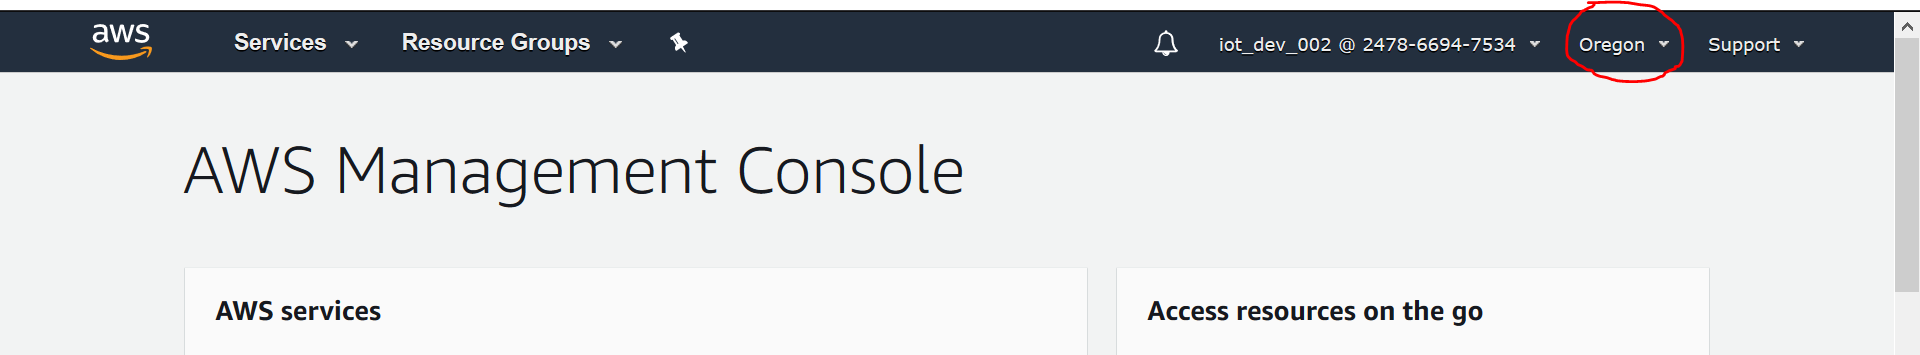 aws Services Resource Groups iot_dev_002 @ 2478-6694-7534 Oregon Support
AWS Management Console
AWS services
Access resources on the go